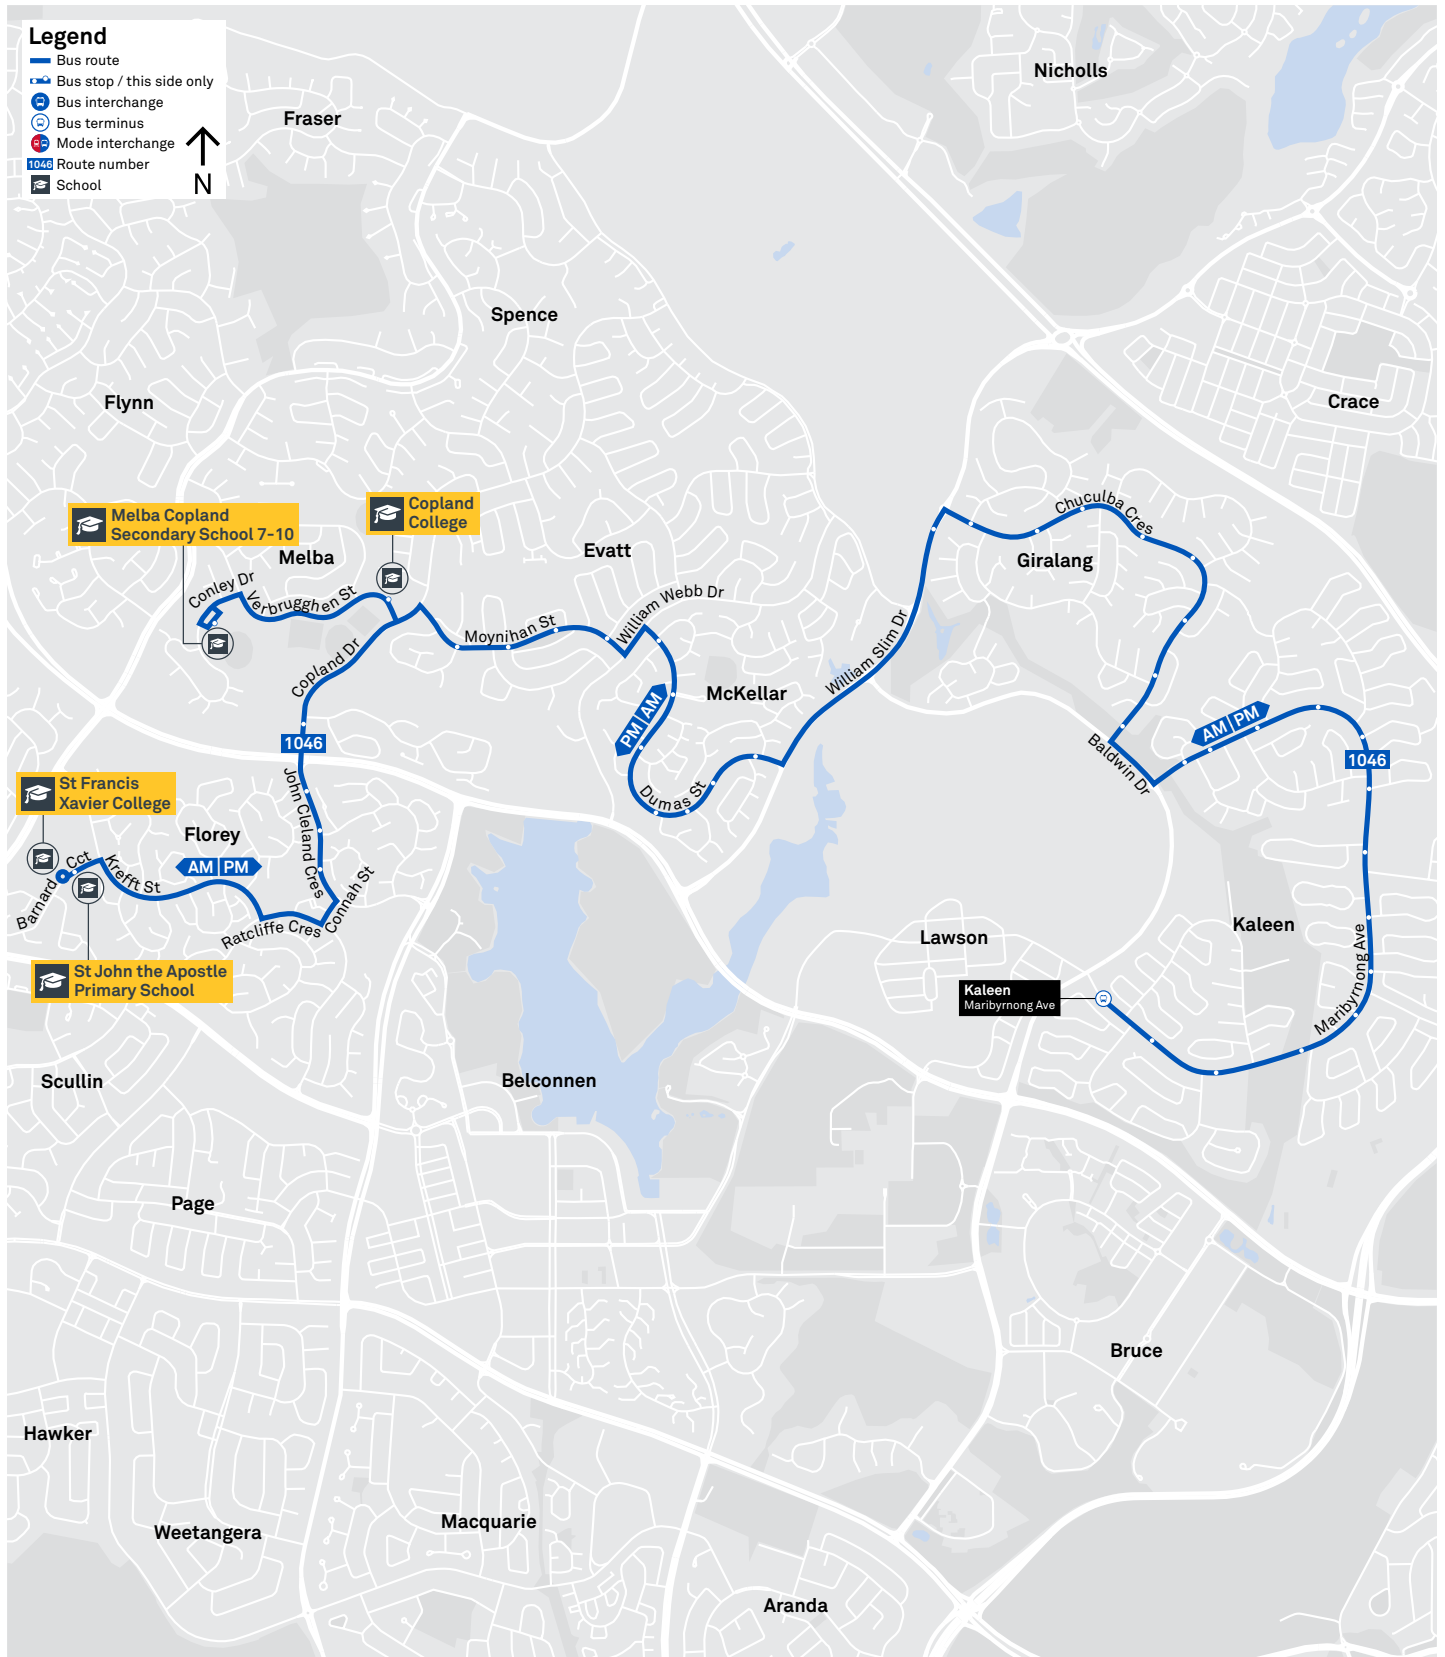 Legend
Bus route
Bus stop / this side only
Bus interchange
Bus terminus
Mode interchange
1046 Route number
School
N
Nicholls
Fraser
Spence
Flynn
Crace
Copland
College
Melba Copland
Secondary School 7-10
Chuculba Cres
Evatt
Melba
Giralang
Conley Dr
Verbrugghen St
William Webb Dr
Moynihan St
Copland Dr
William Slim Dr
McKellar
PM AM
AM PM
1046
Baldwin Dr
1046
John Cleland Cres
St Francis
Xavier College
Dumas St
Florey
Barnard Cct
Krefft St
AM PM
Connah St
Ratcliffe Cres
Kaleen
Lawson
Maribyrnong Ave
St John the Apostle
Primary School
Kaleen
Maribyrnong Ave
Scullin
Belconnen
Page
Bruce
Hawker
Weetangera
Macquarie
Aranda